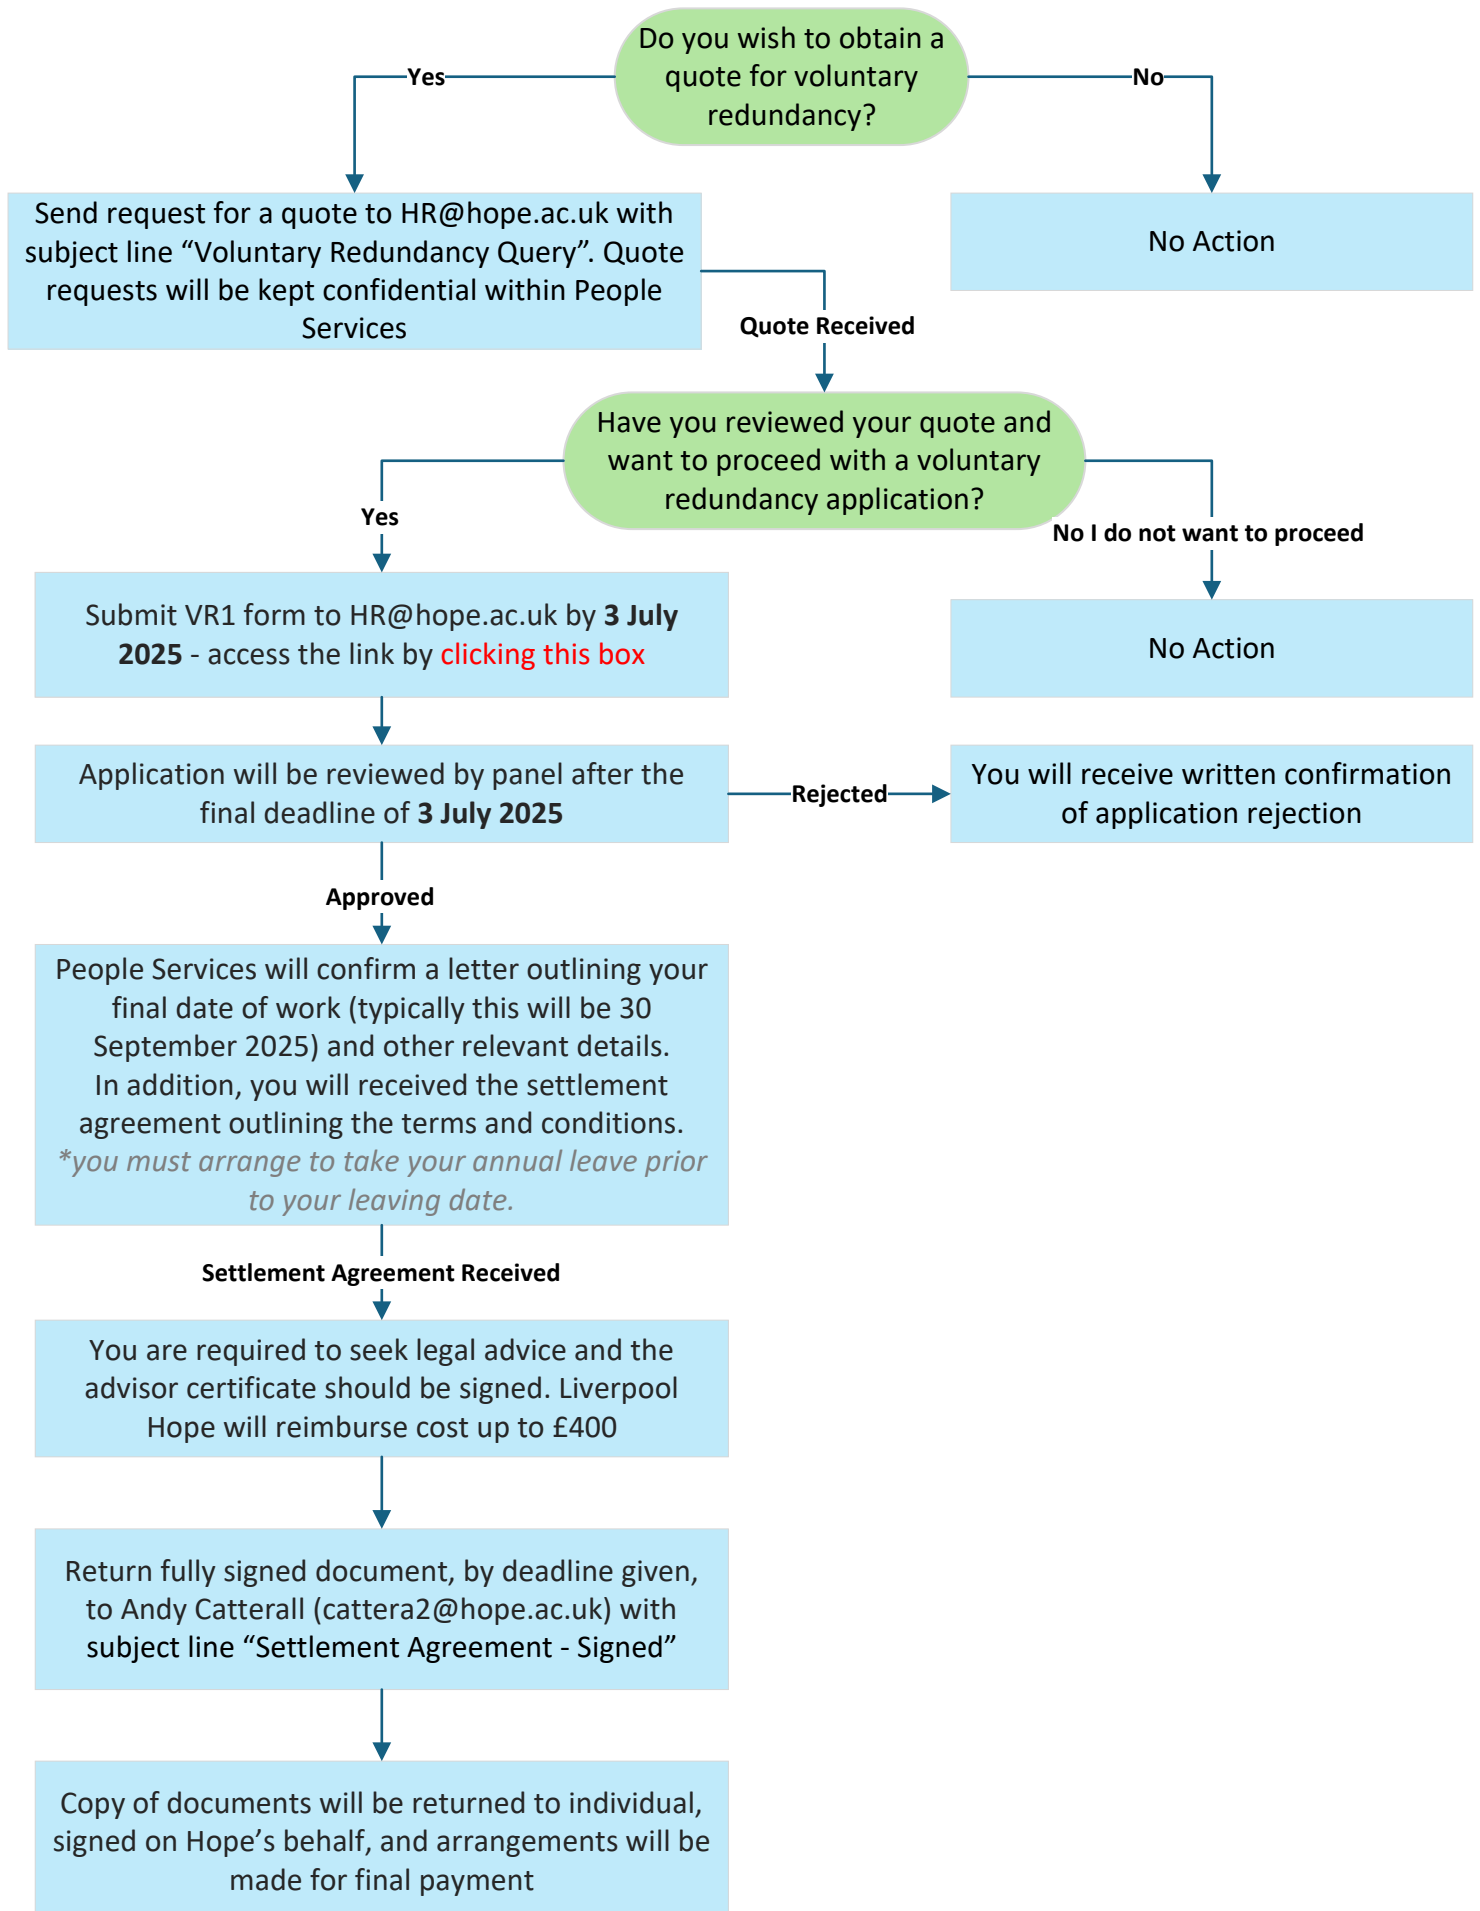 Do you wish to obtain a
quote for voluntary
redundancy?
Yes
No
Send request for a quote to HR@hope.ac.uk with
subject line “Voluntary Redundancy Query”. Quote
requests will be kept confidential within People
Services
No Action
Quote Received
Have you reviewed your quote and
want to proceed with a voluntary
redundancy application?
Yes
No I do not want to proceed
Submit VR1 form to HR@hope.ac.uk by 3 July
2025 - access the link by clicking this box
No Action
Application will be reviewed by panel after the
final deadline of 3 July 2025
Rejected
You will receive written confirmation
of application rejection
Approved
People Services will confirm a letter outlining your
final date of work (typically this will be 30
September 2025) and other relevant details.
In addition, you will received the settlement
agreement outlining the terms and conditions.
*you must arrange to take your annual leave prior
to your leaving date.
Settlement Agreement Received
You are required to seek legal advice and the
advisor certificate should be signed. Liverpool
Hope will reimburse cost up to £400
Return fully signed document, by deadline given,
to Andy Catterall (cattera2@hope.ac.uk) with
subject line “Settlement Agreement - Signed”
Copy of documents will be returned to individual,
signed on Hope’s behalf, and arrangements will be
made for final payment